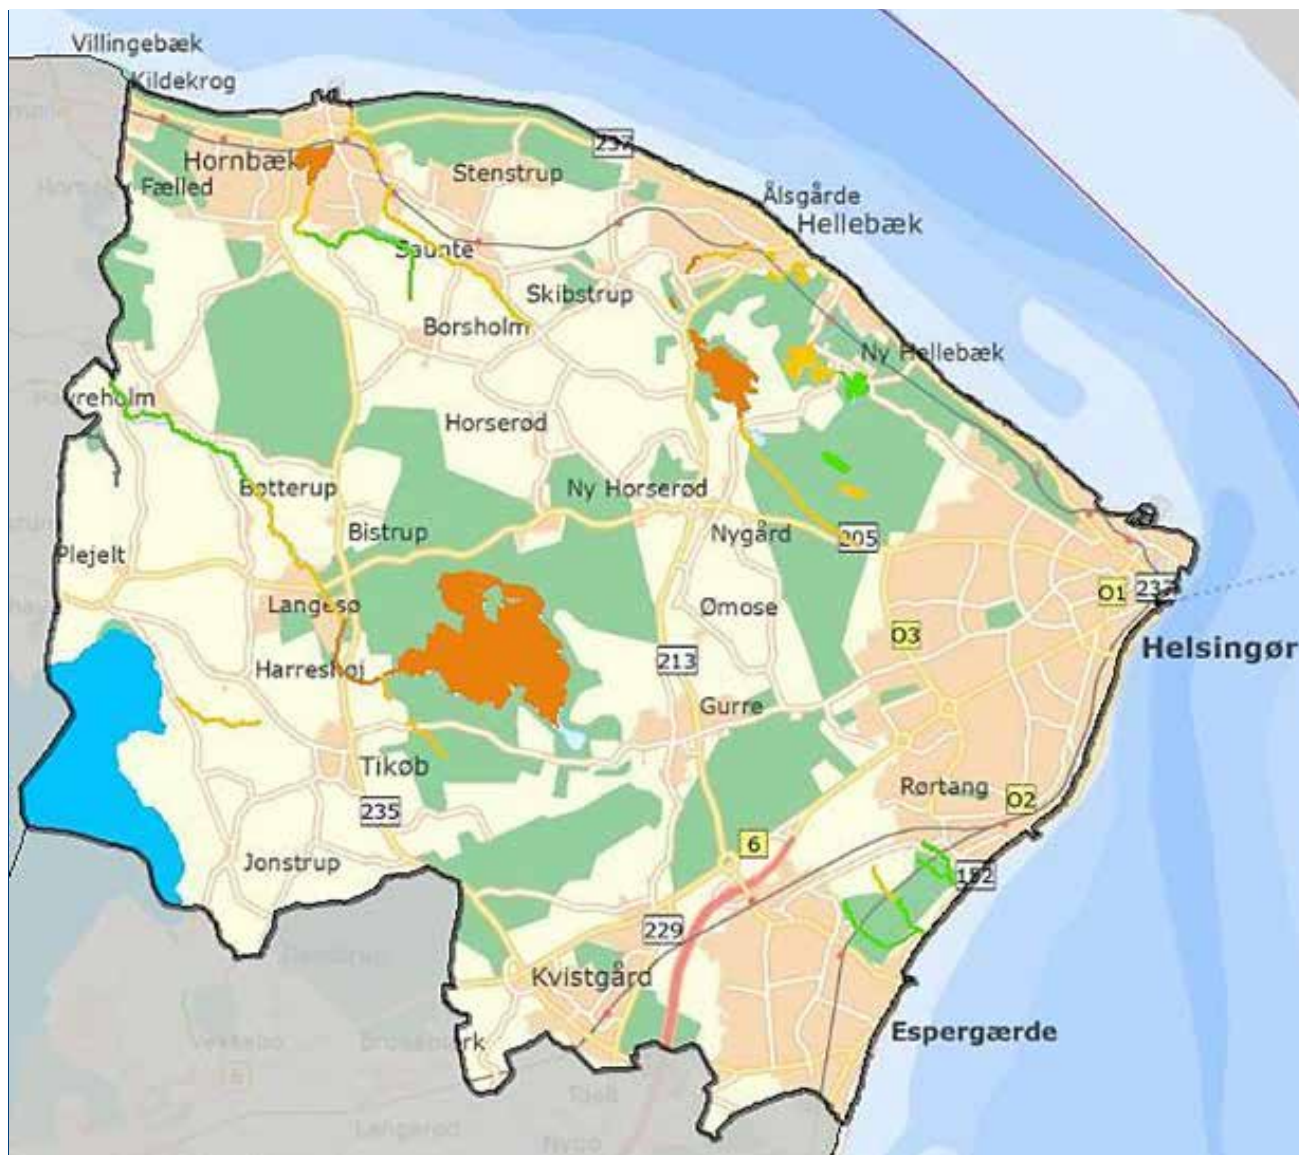 Villingebæk
Kildekrog
Hornbæk
Fælled
Stenstrup
237
Ålsgårde
Hellebæk
Saunte
Skibstrup
Borsholm
Ny Hellebæk
Horserød
Botterup
Ny Horserød
Bistrup
Nygård
205
Plejelt
Langesø
Ømose
O1
237
O3
Helsingør
Harreshøj
213
Gurre
Tikøb
Rørtang
O2
235
6
Jonstrup
152
229
Kvistgård
Espergærde
Langerød